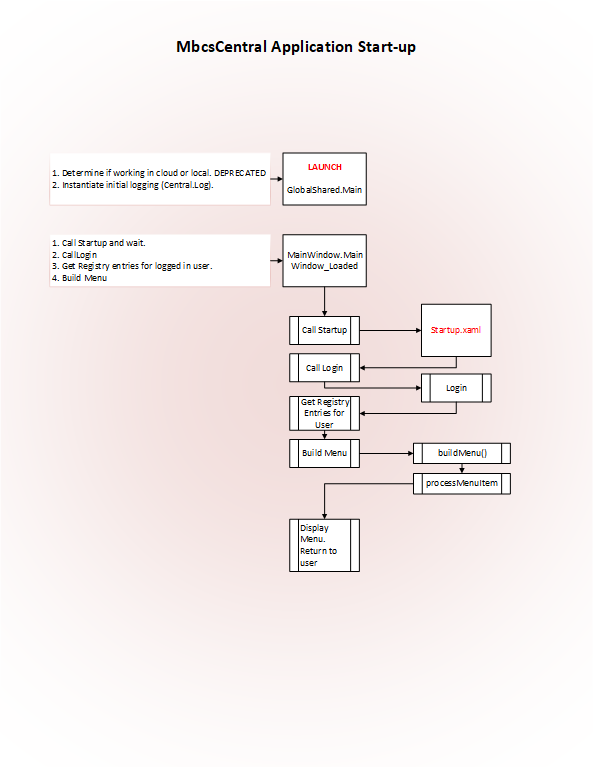 MbcsCentral Application Start-up
1. Determine if working in cloud or local. DEPRECATED
2. Instantiate initial logging (Central.Log).
LAUNCH
GlobalShared.Main
1. Call Startup and wait.
2. CallLogin
3. Get Registry entries for logged in user.
4. Build Menu
MainWindow.Main
Window_Loaded
Call Startup
Startup.xaml
Call Login
Login
Get Registry
Entries for
User
Build Menu
buildMenu()
processMenuItem
Display
Menu.
Return to
user